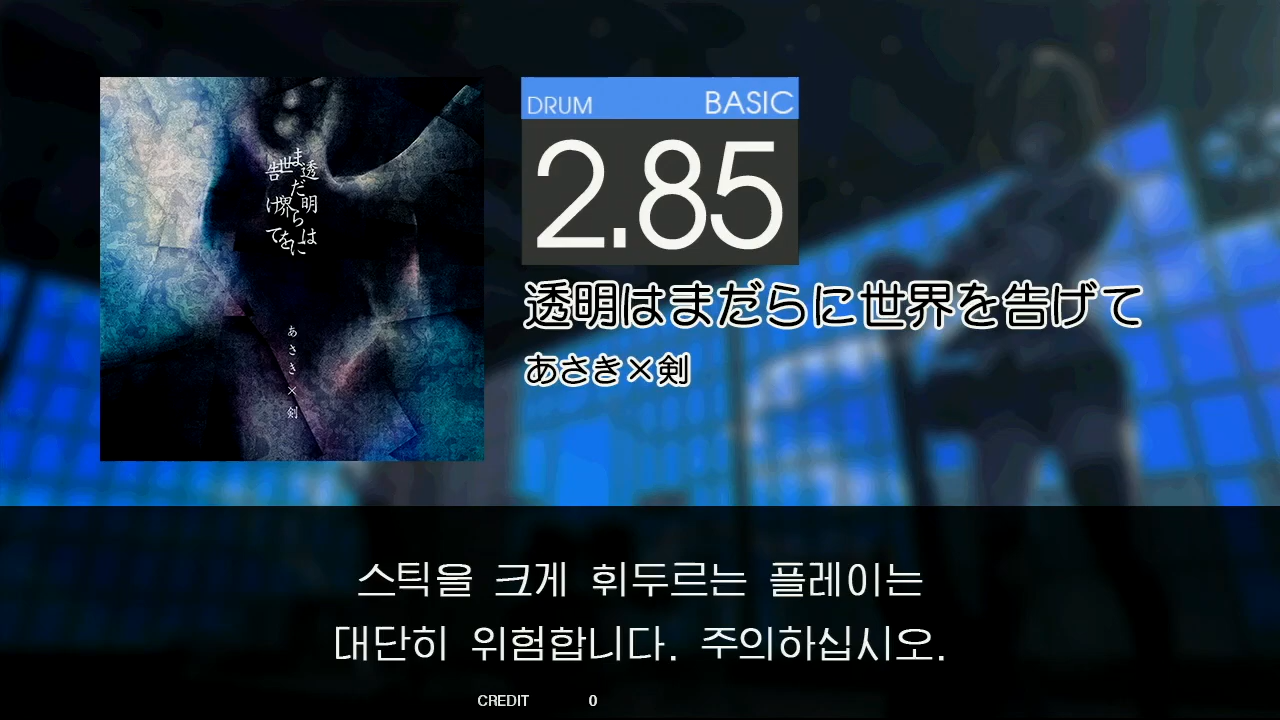 透明は
まだらに
世界を
告げて
あさき×剣
DRUM BASIC
2.85
透明はまだらに世界を告げて
あさき×剣
스틱을 크게 휘두르는 플레이는
대단히 위험합니다. 주의하십시오.
CREDIT 0